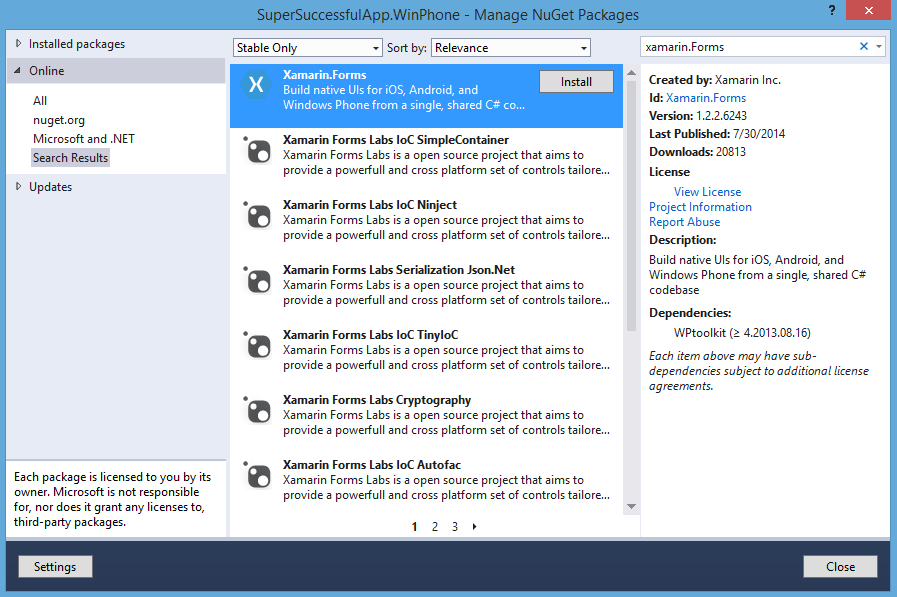 SuperSuccessfulApp.WinPhone - Manage NuGet Packages
?
Installed packages
Online
All
nuget.org
Microsoft and .NET
Search Results
Updates
Each package is licensed to you by its
owner. Microsoft is not responsible
for, nor does it grant any licenses to,
third-party packages.
Stable Only
Sort by:
Relevance
Xamarin.Forms
Install
Build native UIs for iOS, Android, and
Windows Phone from a single, shared C# co...
Xamarin Forms Labs IoC SimpleContainer
Xamarin Forms Labs is a open source project that aims to
provide a powerfull and cross platform set of controls tailore...
Xamarin Forms Labs IoC Ninject
Xamarin Forms Labs is a open source project that aims to
provide a powerfull and cross platform set of controls tailore...
Xamarin Forms Labs Serialization Json.Net
Xamarin Forms Labs is a open source project that aims to
provide a powerfull and cross platform set of controls tailore...
Xamarin Forms Labs IoC TinyIoC
Xamarin Forms Labs is a open source project that aims to
provide a powerfull and cross platform set of controls tailore...
Xamarin Forms Labs Cryptography
Xamarin Forms Labs is a open source project that aims to
provide a powerfull and cross platform set of controls tailore...
Xamarin Forms Labs IoC Autofac
Xamarin Forms Labs is a open source project that aims to
provide a powerfull and cross platform set of controls tailore...
1 2 3
xamarin.Forms
Created by: Xamarin Inc.
Id: Xamarin.Forms
Version: 1.2.2.6243
Last Published: 7/30/2014
Downloads: 20813
License
View License
Project Information
Report Abuse
Description:
Build native UIs for iOS, Android, and
Windows Phone from a single, shared C#
codebase
Dependencies:
WPtoolkit (≥ 4.2013.08.16)
Each item above may have sub-
dependencies subject to additional license
agreements.
Settings
Close